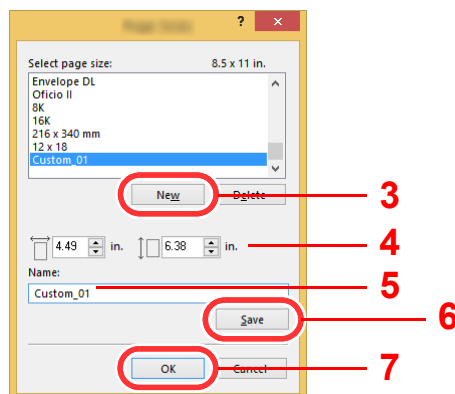 ?
Select page size: 8.5 x 11 in.
Envelope DL
Oficio II
8K
16K
216 x 340 mm
12 x 18
Custom_01
New Delete 3
4.49 in. 6.38 in. 4
Name:
Custom_01 5
Save 6
OK Cancel 7